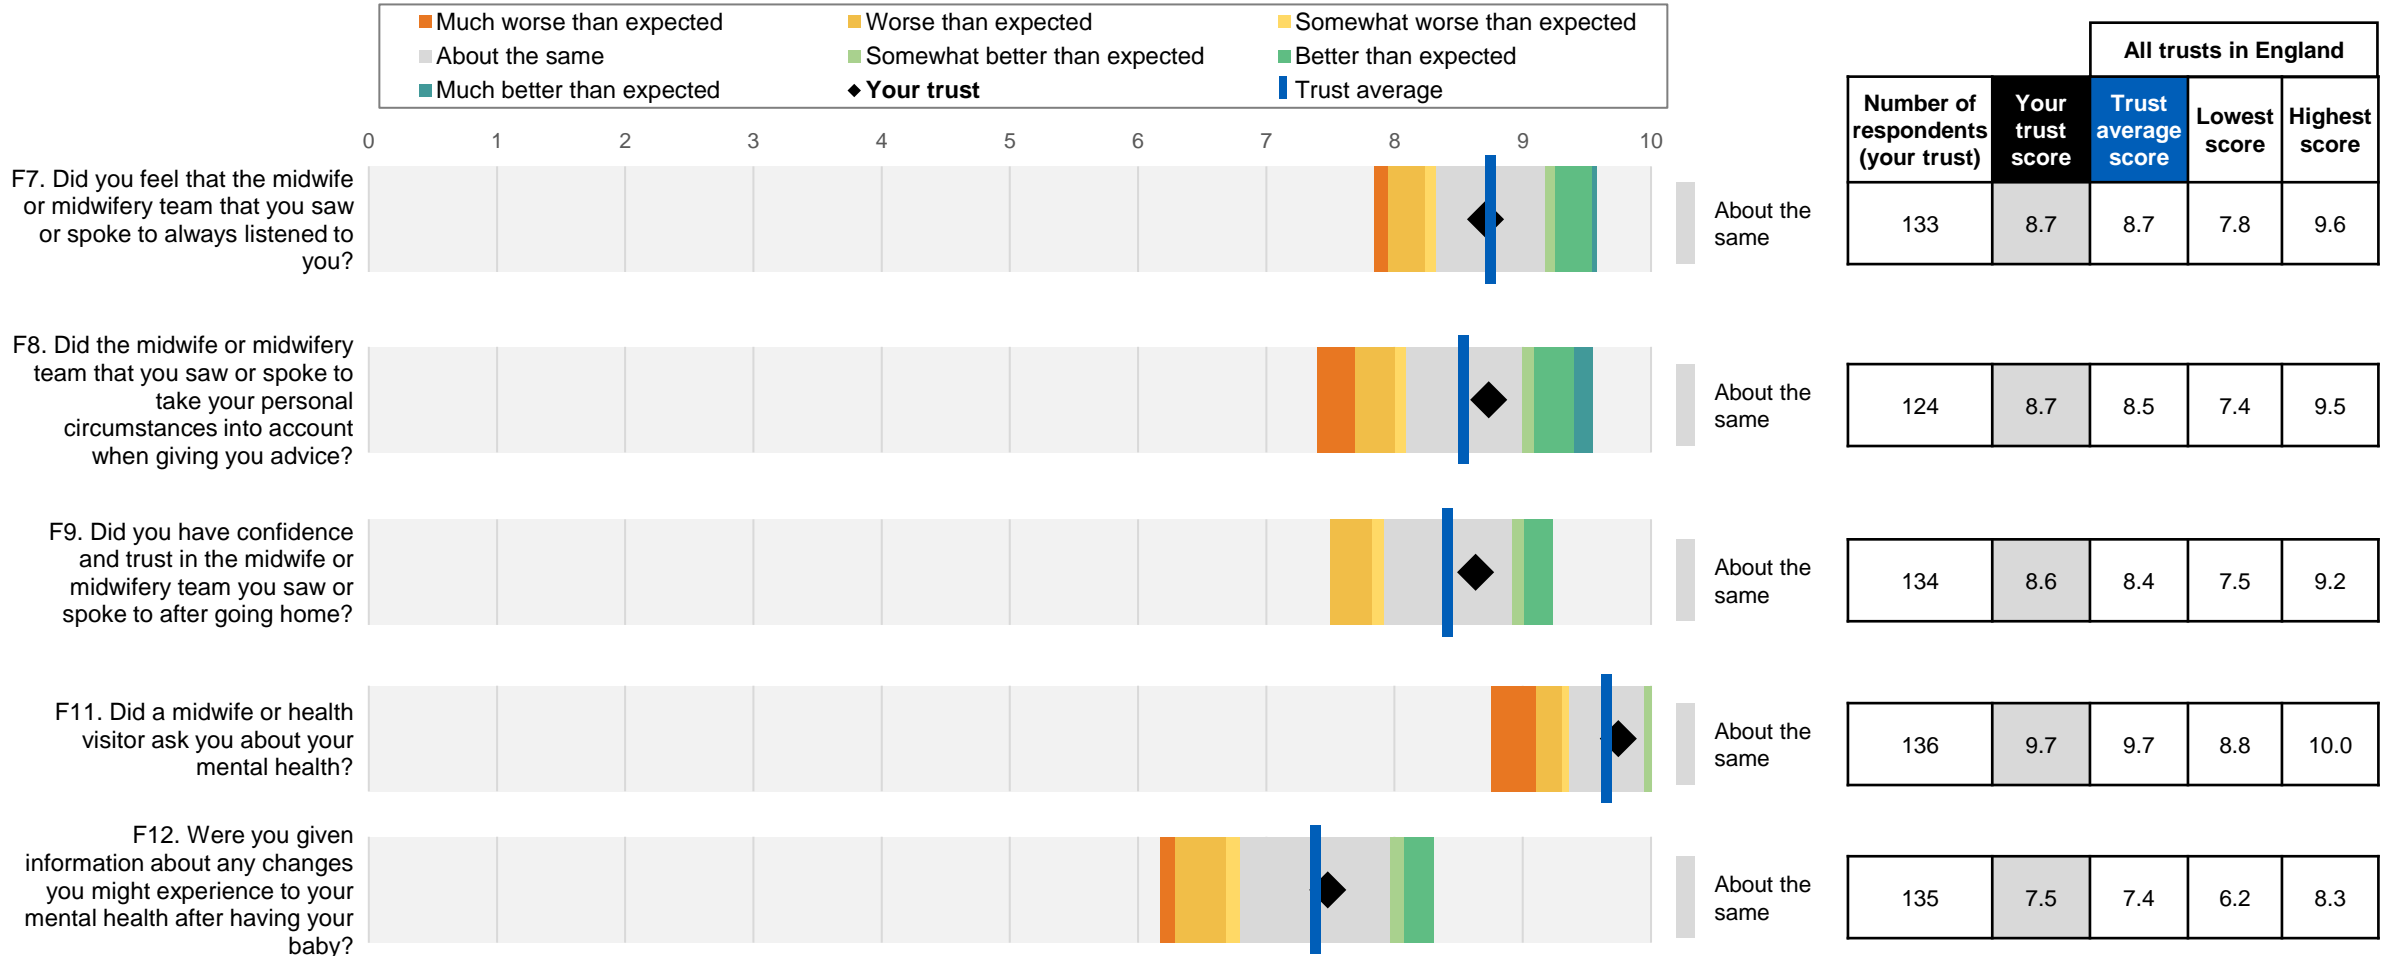 Much worse than expected
Worse than expected
Somewhat worse than expected
About the same
Somewhat better than expected
Better than expected
Much better than expected
Your trust
Trust average
All trusts in England
Number of
respondents
(your trust)
Your
trust
score
Trust
average
score
Lowest
score
Highest
score
0 1 2 3 4 5 6 7 8 9 10
F7. Did you feel that the midwife
or midwifery team that you saw
or spoke to always listened to
you?
About the
same
133 8.7 8.7 7.8 9.6
F8. Did the midwife or midwifery
team that you saw or spoke to
take your personal
circumstances into account
when giving you advice?
About the
same
124 8.7 8.5 7.4 9.5
F9. Did you have confidence
and trust in the midwife or
midwifery team you saw or
spoke to after going home?
About the
same
134 8.6 8.4 7.5 9.2
F11. Did a midwife or health
visitor ask you about your
mental health?
About the
same
136 9.7 9.7 8.8 10.0
F12. Were you given
information about any changes
you might experience to your
mental health after having your
baby?
About the
same
135 7.5 7.4 6.2 8.3